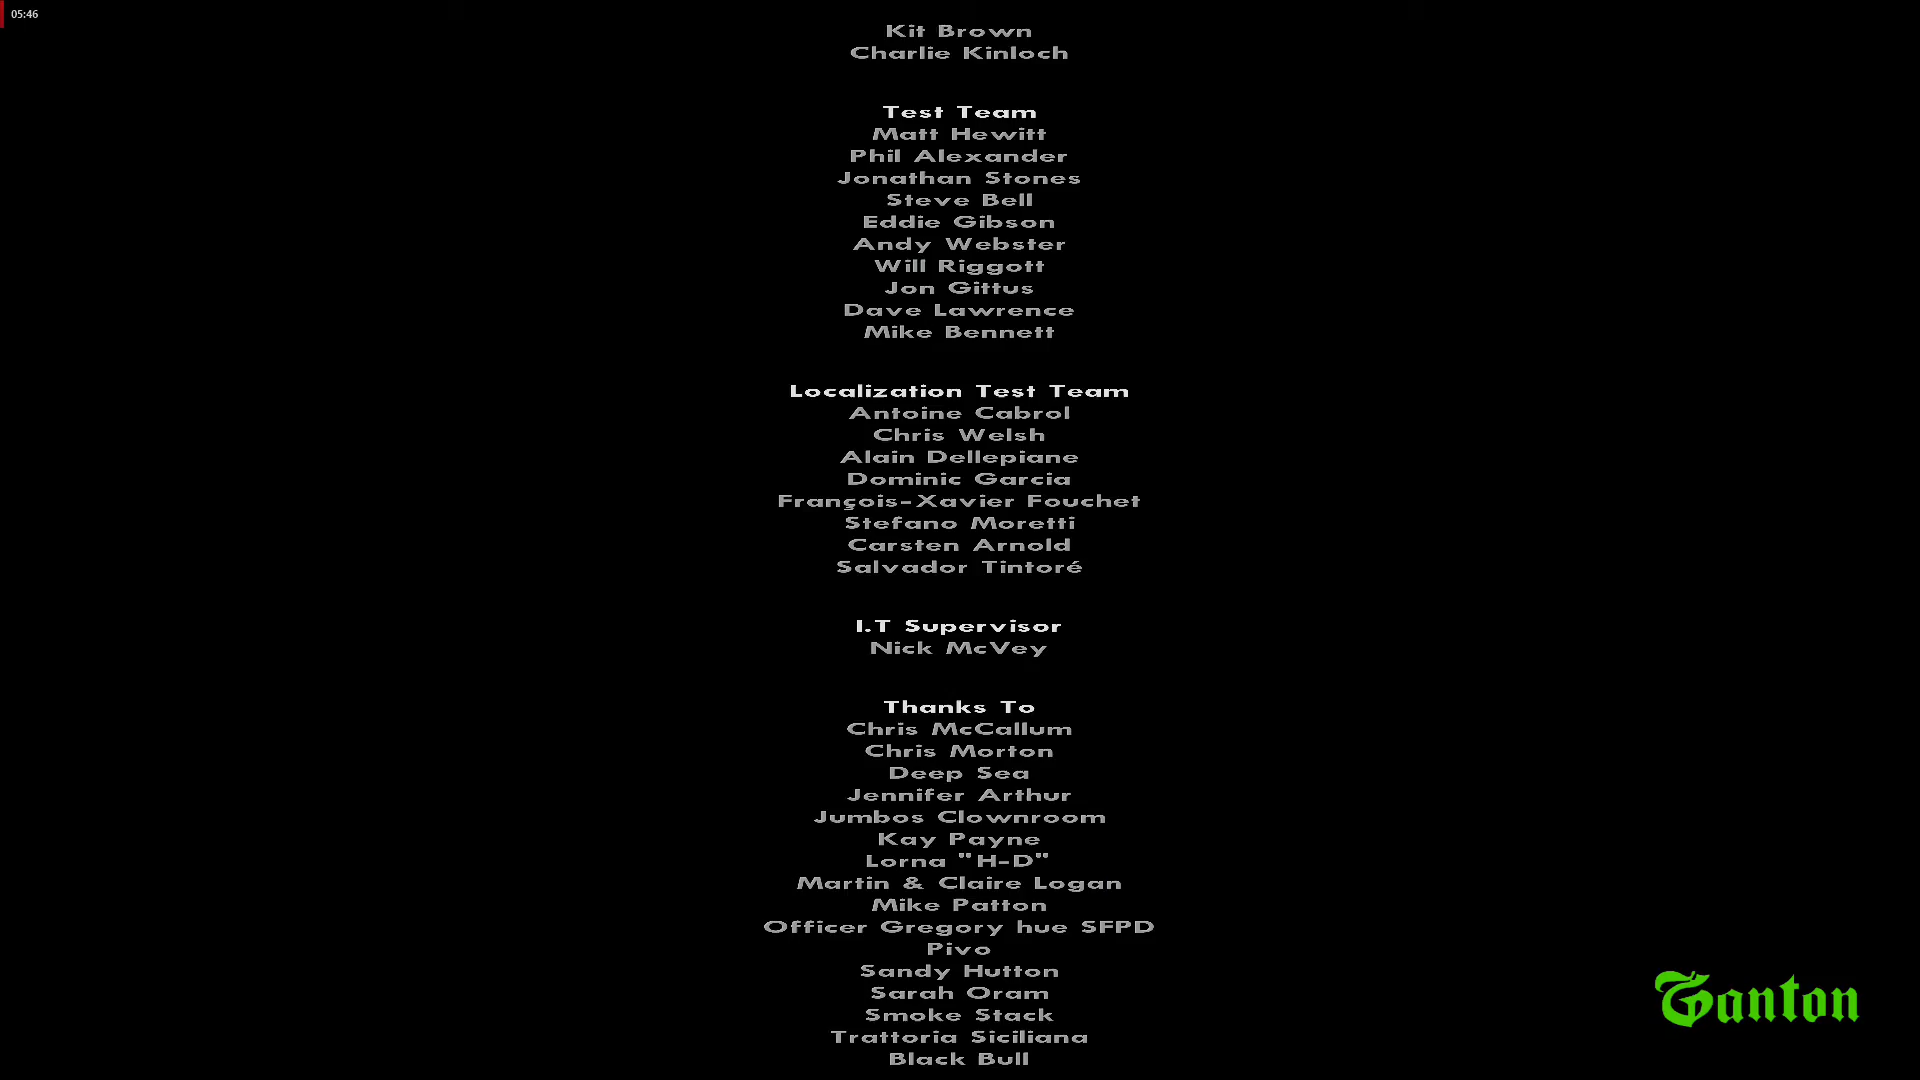 05:46
Kit Brown
Charlie Kinloch
Test Team
Matt Hewitt
Phil Alexander
Jonathan Stones
Steve Bell
Eddie Gibson
Andy Webster
Will Riggott
Jon Gittus
Dave Lawrence
Mike Bennett
Localization Test Team
Antoine Cabrol
Chris Welsh
Alain Dellepiane
Dominic Garcia
François-Xavier Fouchet
Stefano Moretti
Carsten Arnold
Salvador Tintoré
I.T Supervisor
Nick McVey
Thanks To
Chris McCallum
Chris Morton
Deep Sea
Jennifer Arthur
Jumbos Clownroom
Kay Payne
Lorna "H-D"
Martin & Claire Logan
Mike Patton
Officer Gregory hue SFPD
Pivo
Sandy Hutton
Sarah Oram
Smoke Stack
Trattoria Siciliana
Black Bull
Ganton